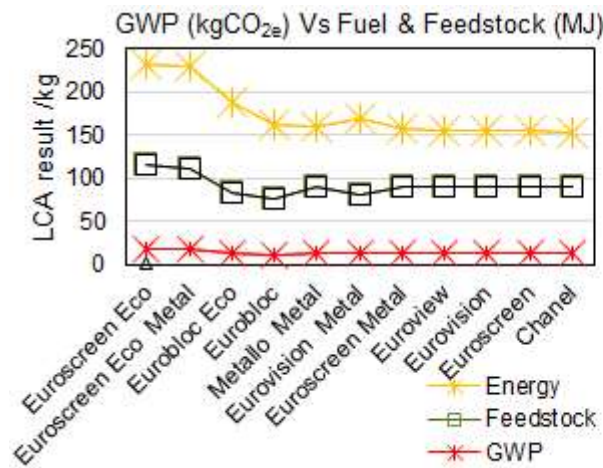 GWP (kgCO2e) Vs Fuel & Feedstock (MJ)
LCA result /kg
250
200
150
100
50
0
Euroscreen Eco
Euroscreen Eco Metal
Eurobloc Eco
Eurobloc
Metallo Metal
Eurovision Metal
Euroscreen Metal
Euroview
Eurovision
Euroscreen
Chanel
Energy
Feedstock
GWP